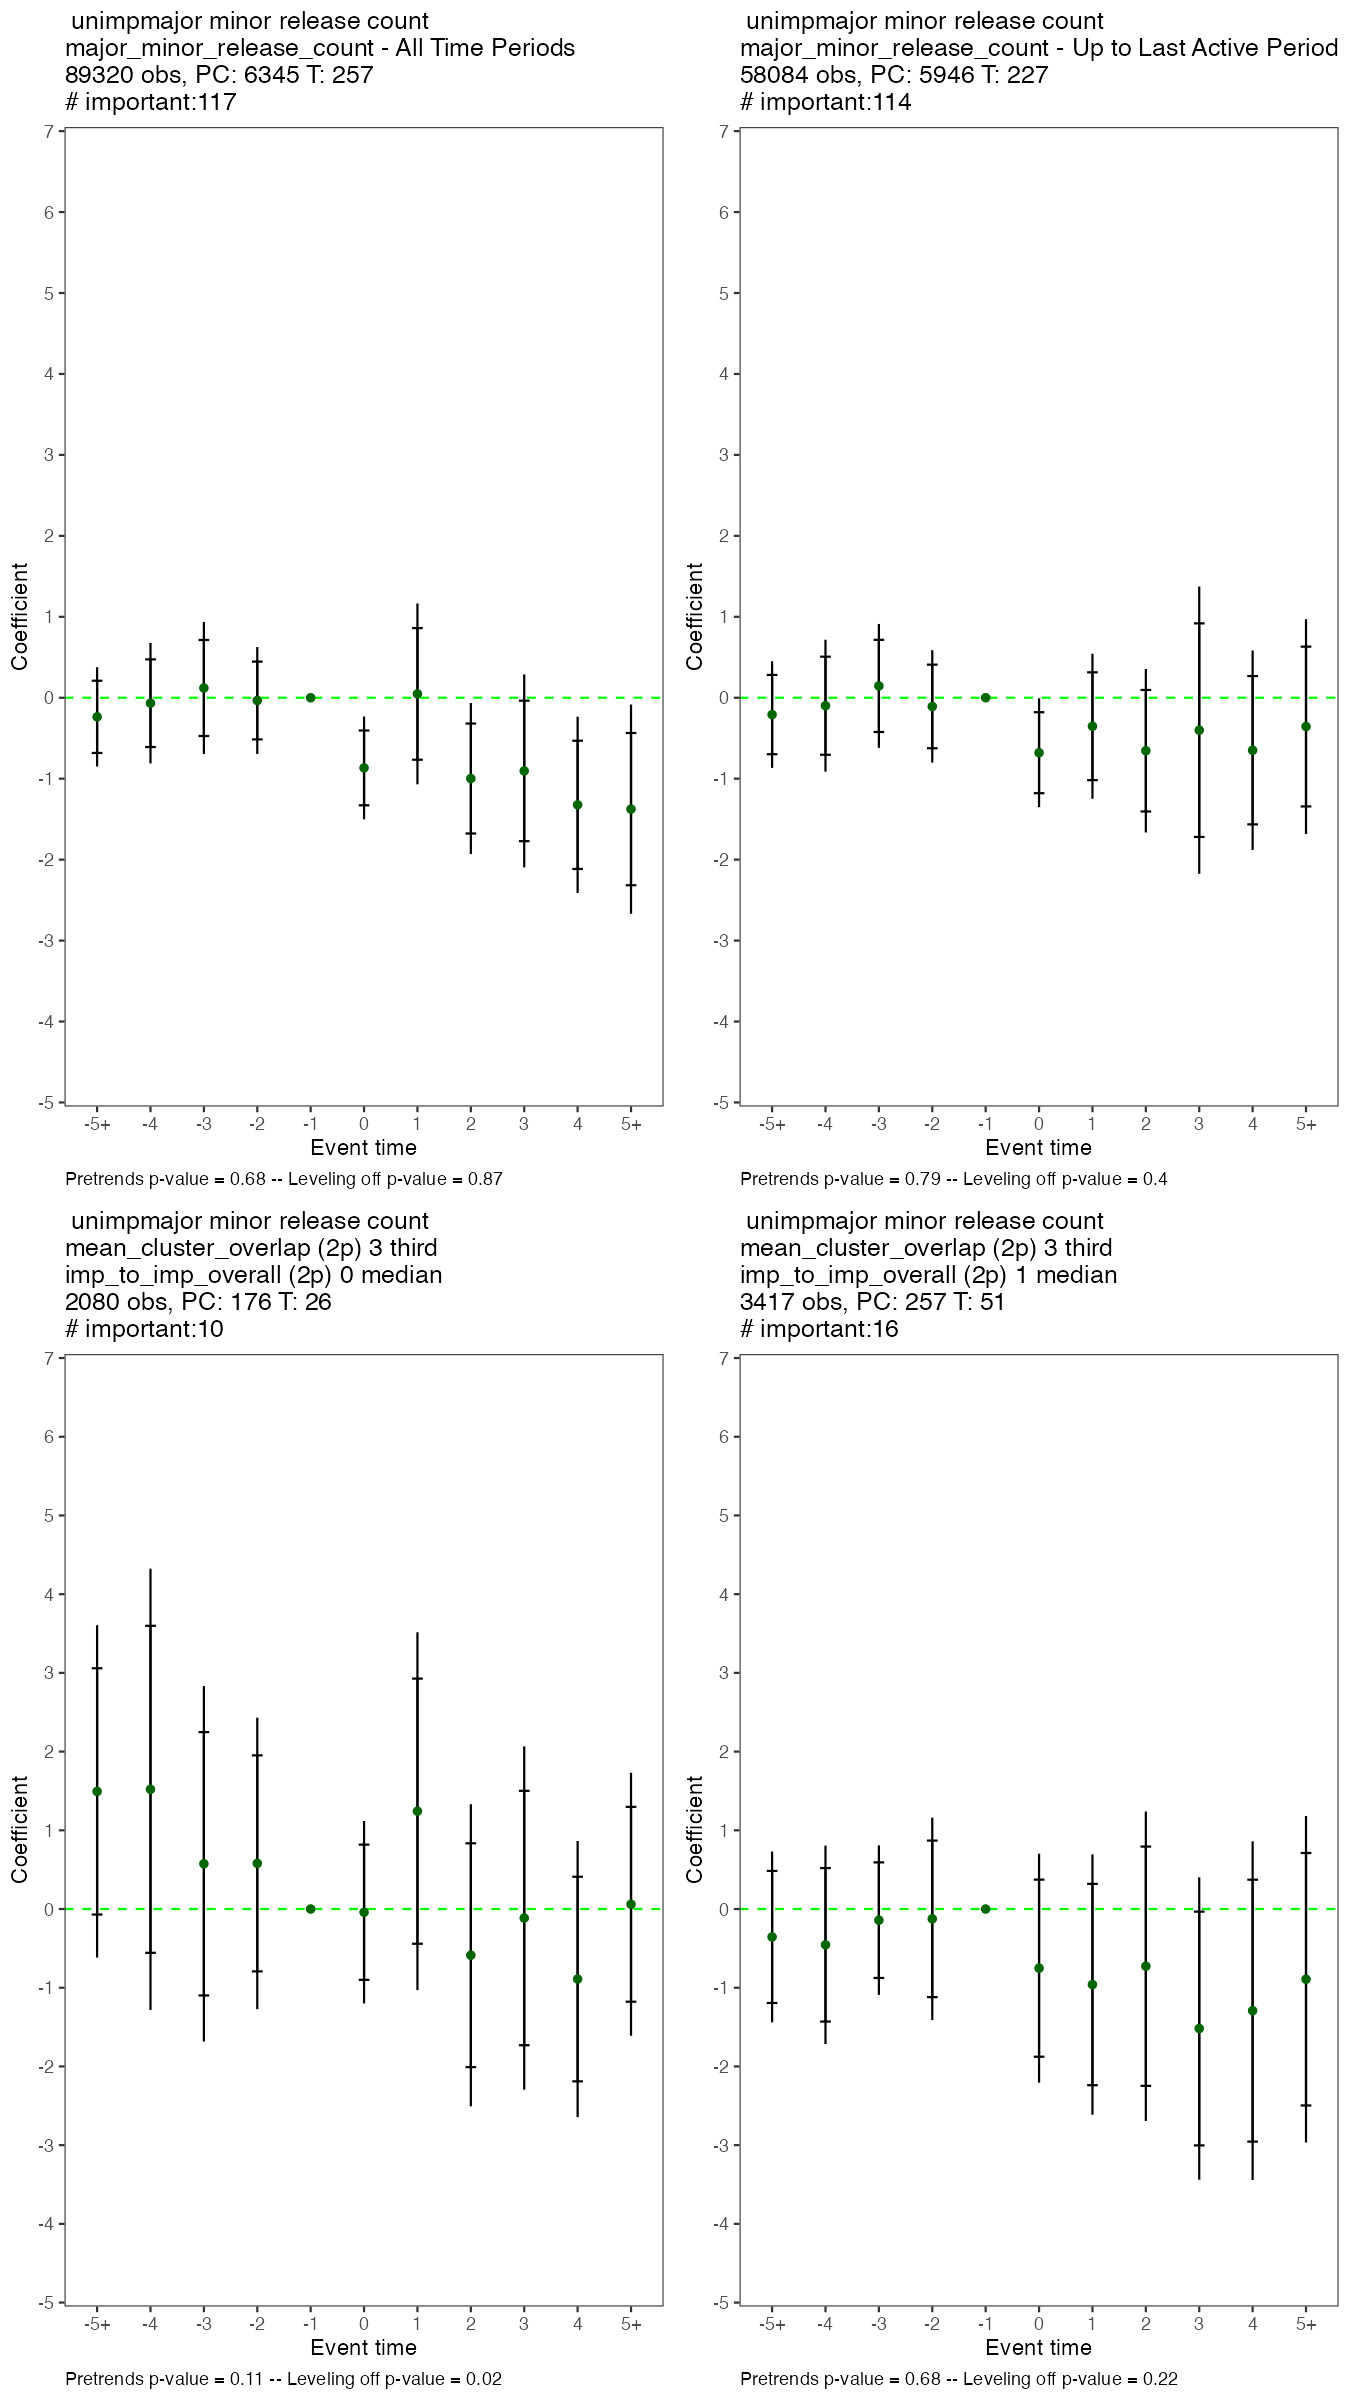 unimpmajor minor release count
major_minor_release_count - All Time Periods
89320 obs, PC: 6345 T: 257
# important:117
7
6
5
4
3
2
1
0
-1
-2
-3
-4
-5
Coefficient
-5+ -4 -3 -2 -1 0 1 2 3 4 5+
Event time
Pretrends p-value = 0.68 -- Leveling off p-value = 0.87
unimpmajor minor release count
major_minor_release_count - Up to Last Active Period
58084 obs, PC: 5946 T: 227
# important:114
7
6
5
4
3
2
1
0
-1
-2
-3
-4
-5
Coefficient
-5+ -4 -3 -2 -1 0 1 2 3 4 5+
Event time
Pretrends p-value = 0.79 -- Leveling off p-value = 0.4
unimpmajor minor release count
mean_cluster_overlap (2p) 3 third
imp_to_imp_overall (2p) 0 median
2080 obs, PC: 176 T: 26
# important:10
7
6
5
4
3
2
1
0
-1
-2
-3
-4
-5
Coefficient
-5+ -4 -3 -2 -1 0 1 2 3 4 5+
Event time
Pretrends p-value = 0.11 -- Leveling off p-value = 0.02
unimpmajor minor release count
mean_cluster_overlap (2p) 3 third
imp_to_imp_overall (2p) 1 median
3417 obs, PC: 257 T: 51
# important:16
7
6
5
4
3
2
1
0
-1
-2
-3
-4
-5
Coefficient
-5+ -4 -3 -2 -1 0 1 2 3 4 5+
Event time
Pretrends p-value = 0.68 -- Leveling off p-value = 0.22